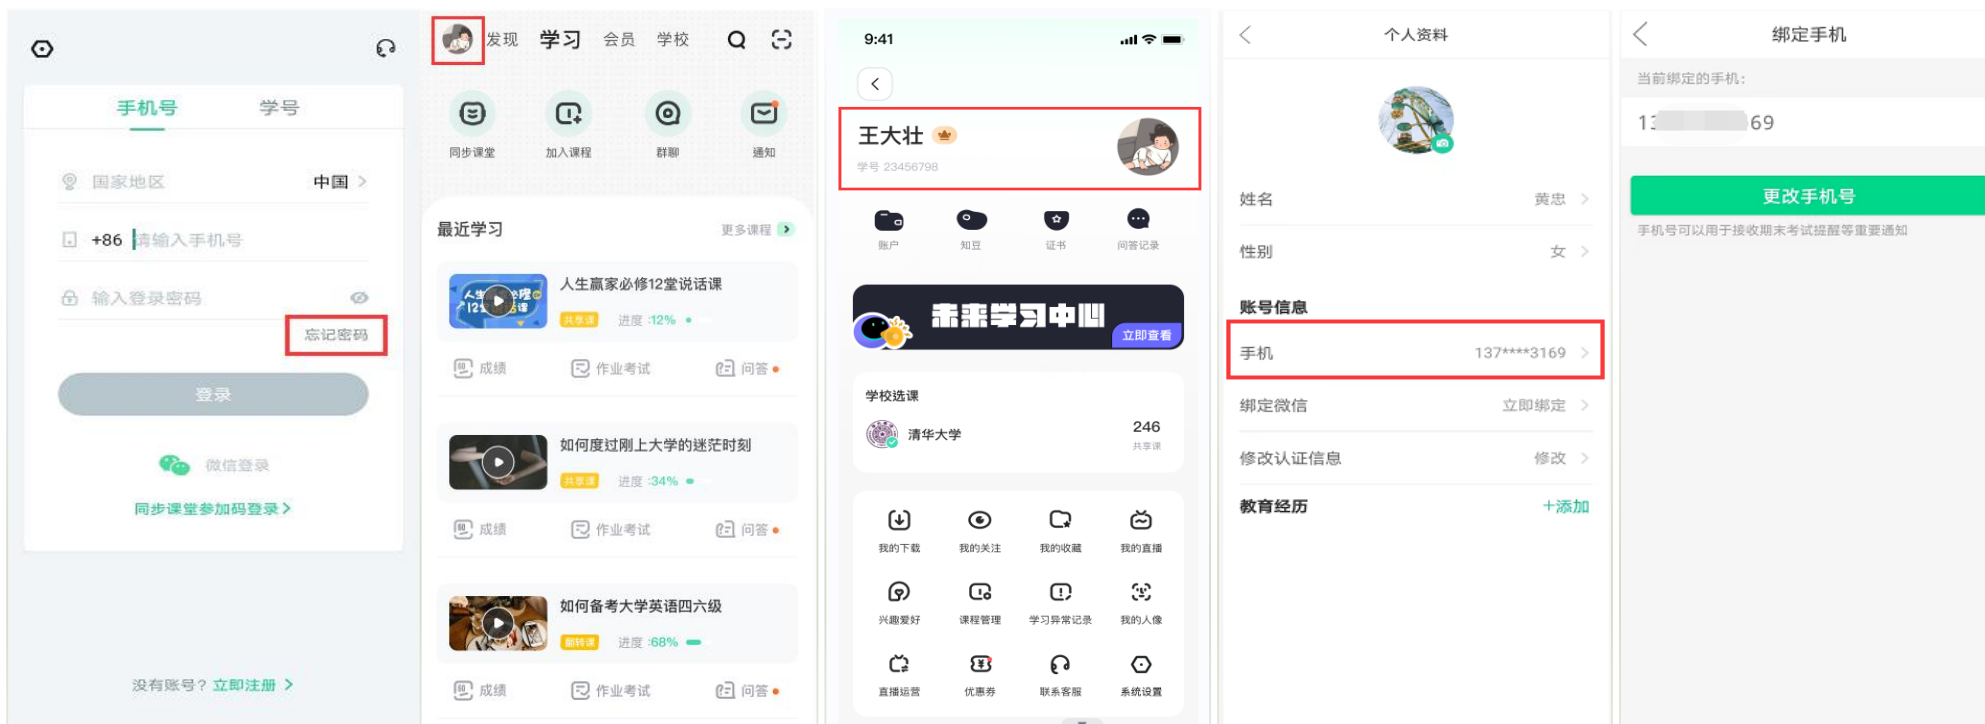 手机号 学号
国家地区 中国
+86 请输入手机号
输入登录密码
忘记密码
登录
微信登录
同步课堂参加码登录
没有账号? 立即注册
发现 学习 会员 学校
同步课堂 加入课程 群聊 通知
最近学习 更多课程
人生赢家必修12堂说话课
共享课 进度:12%
成绩 作业考试 问答
如何度过刚上大学的迷茫时刻
共享课 进度:34%
成绩 作业考试 问答
如何备考大学英语四六级
翻转课 进度:68%
成绩 作业考试 问答
9:41
王大壮
学号 23456798
账户 知豆 证书 问答记录
未来学习中心
立即查看
学校选课
清华大学 246
共享课
我的下载 我的关注 我的收藏 我的直播
兴趣爱好 课程管理 学习异常记录 我的人像
直播运营 优惠券 联系客服 系统设置
个人资料
姓名 黄忠
性别 女
账号信息
手机 137****3169
绑定微信 立即绑定
修改认证信息 修改
教育经历 +添加
绑定手机
当前绑定的手机:
69
更改手机号
手机号可以用于接收期末考试提醒等重要通知